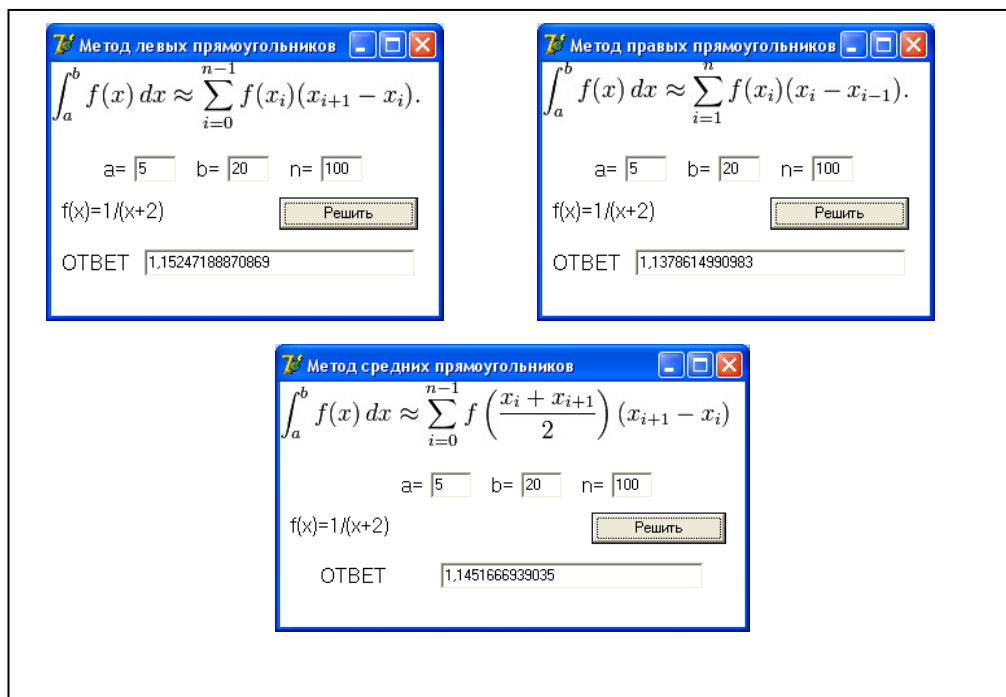 Метод левых прямоугольников
∫_a^b f(x) dx ≈ ∑_{i=0}^{n−1} f(x_i)(x_{i+1} − x_i).
a= 5 b= 20 n= 100
f(x)=1/(x+2) Решить
ОТВЕТ 1,15247188870869
Метод правых прямоугольников
∫_a^b f(x) dx ≈ ∑_{i=1}^{n} f(x_i)(x_i − x_{i−1}).
a= 5 b= 20 n= 100
f(x)=1/(x+2) Решить
ОТВЕТ 1,1378614990983
Метод средних прямоугольников
∫_a^b f(x) dx ≈ ∑_{i=0}^{n−1} f((x_i + x_{i+1})/2)(x_{i+1} − x_i)
a= 5 b= 20 n= 100
f(x)=1/(x+2) Решить
ОТВЕТ 1,1451666939035